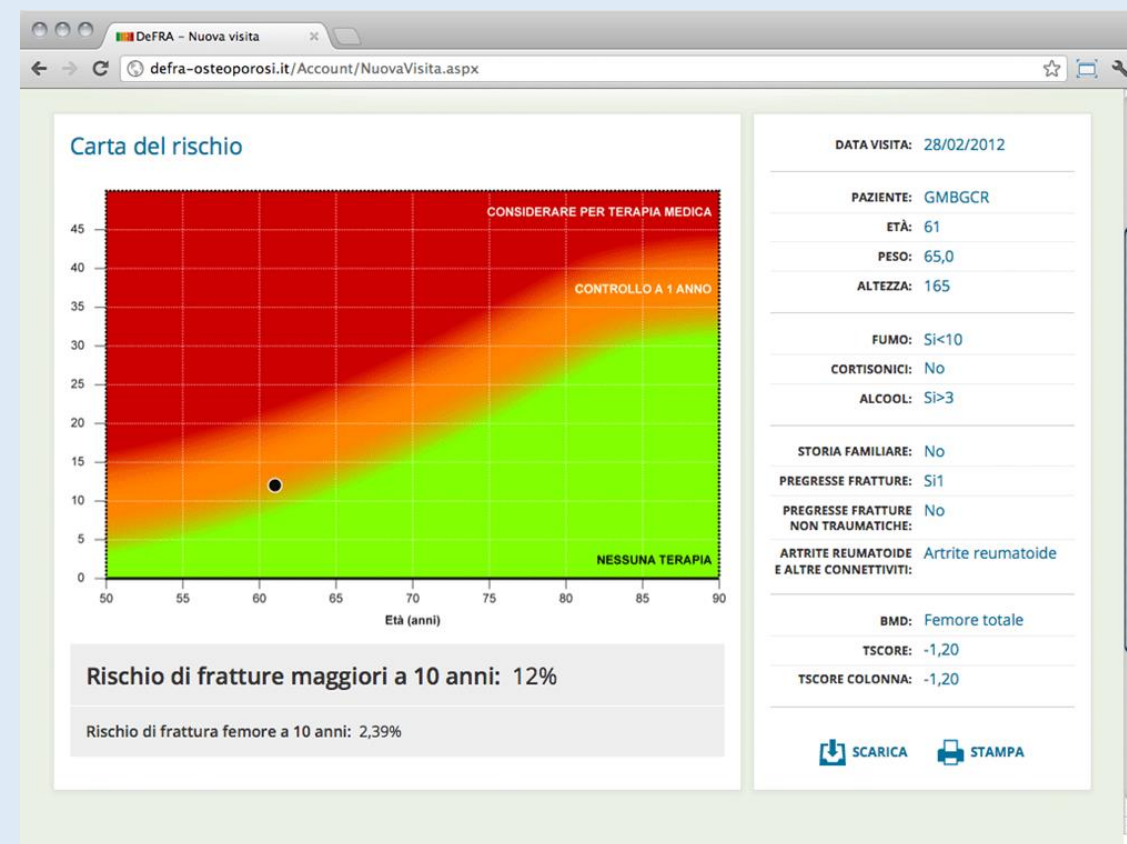 DeFRA – Nuova visita
defra-osteoporosi.it/Account/NuovaVisita.aspx
Carta del rischio
CONSIDERARE PER TERAPIA MEDICA
45
40
CONTROLLO A 1 ANNO
35
30
25
20
15
10
5
NESSUNA TERAPIA
0
50 55 60 65 70 75 80 85 90
Età (anni)
Rischio di fratture maggiori a 10 anni: 12%
Rischio di frattura femore a 10 anni: 2,39%
DATA VISITA: 28/02/2012
PAZIENTE: GMBGCR
ETÀ: 61
PESO: 65,0
ALTEZZA: 165
FUMO: Si<10
CORTISONICI: No
ALCOOL: Si>3
STORIA FAMILIARE: No
PREGRESSE FRATTURE: Si1
PREGRESSE FRATTURE No
NON TRAUMATICHE:
ARTRITE REUMATOIDE Artrite reumatoide
E ALTRE CONNETTIVITI:
BMD: Femore totale
TSCORE: -1,20
TSCORE COLONNA: -1,20
SCARICA STAMPA